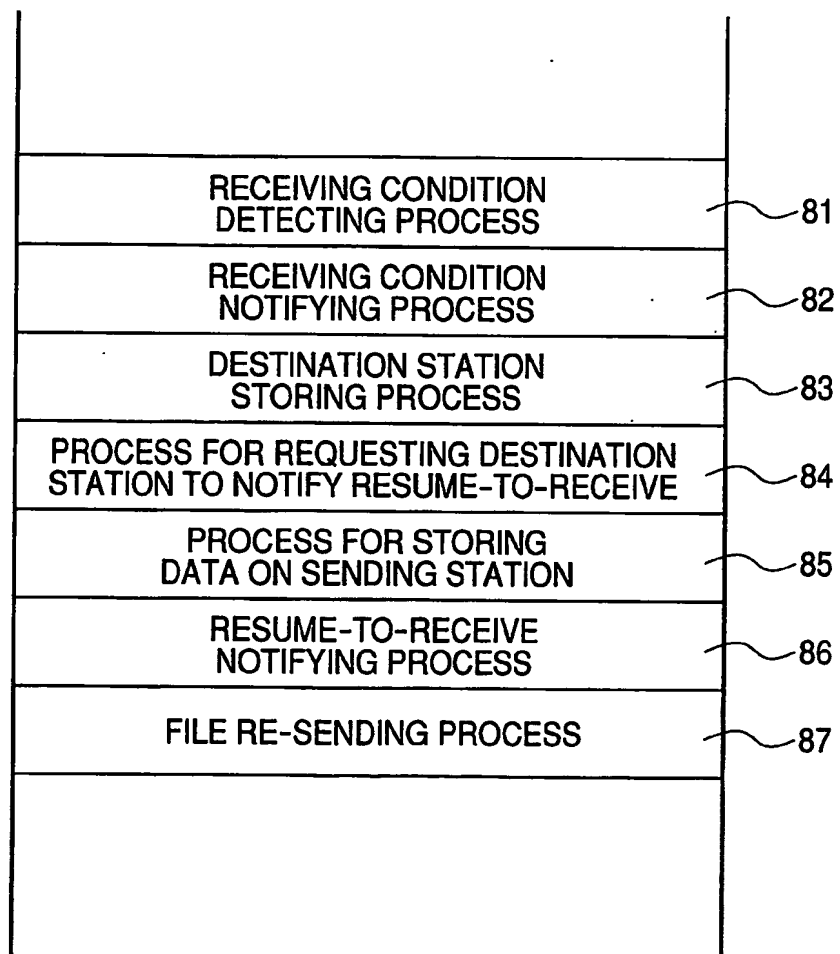 RECEIVING CONDITION
DETECTING PROCESS
81
RECEIVING CONDITION
NOTIFYING PROCESS
82
DESTINATION STATION
STORING PROCESS
83
PROCESS FOR REQUESTING DESTINATION
STATION TO NOTIFY RESUME-TO-RECEIVE
84
PROCESS FOR STORING
DATA ON SENDING STATION
85
RESUME-TO-RECEIVE
NOTIFYING PROCESS
86
FILE RE-SENDING PROCESS
87